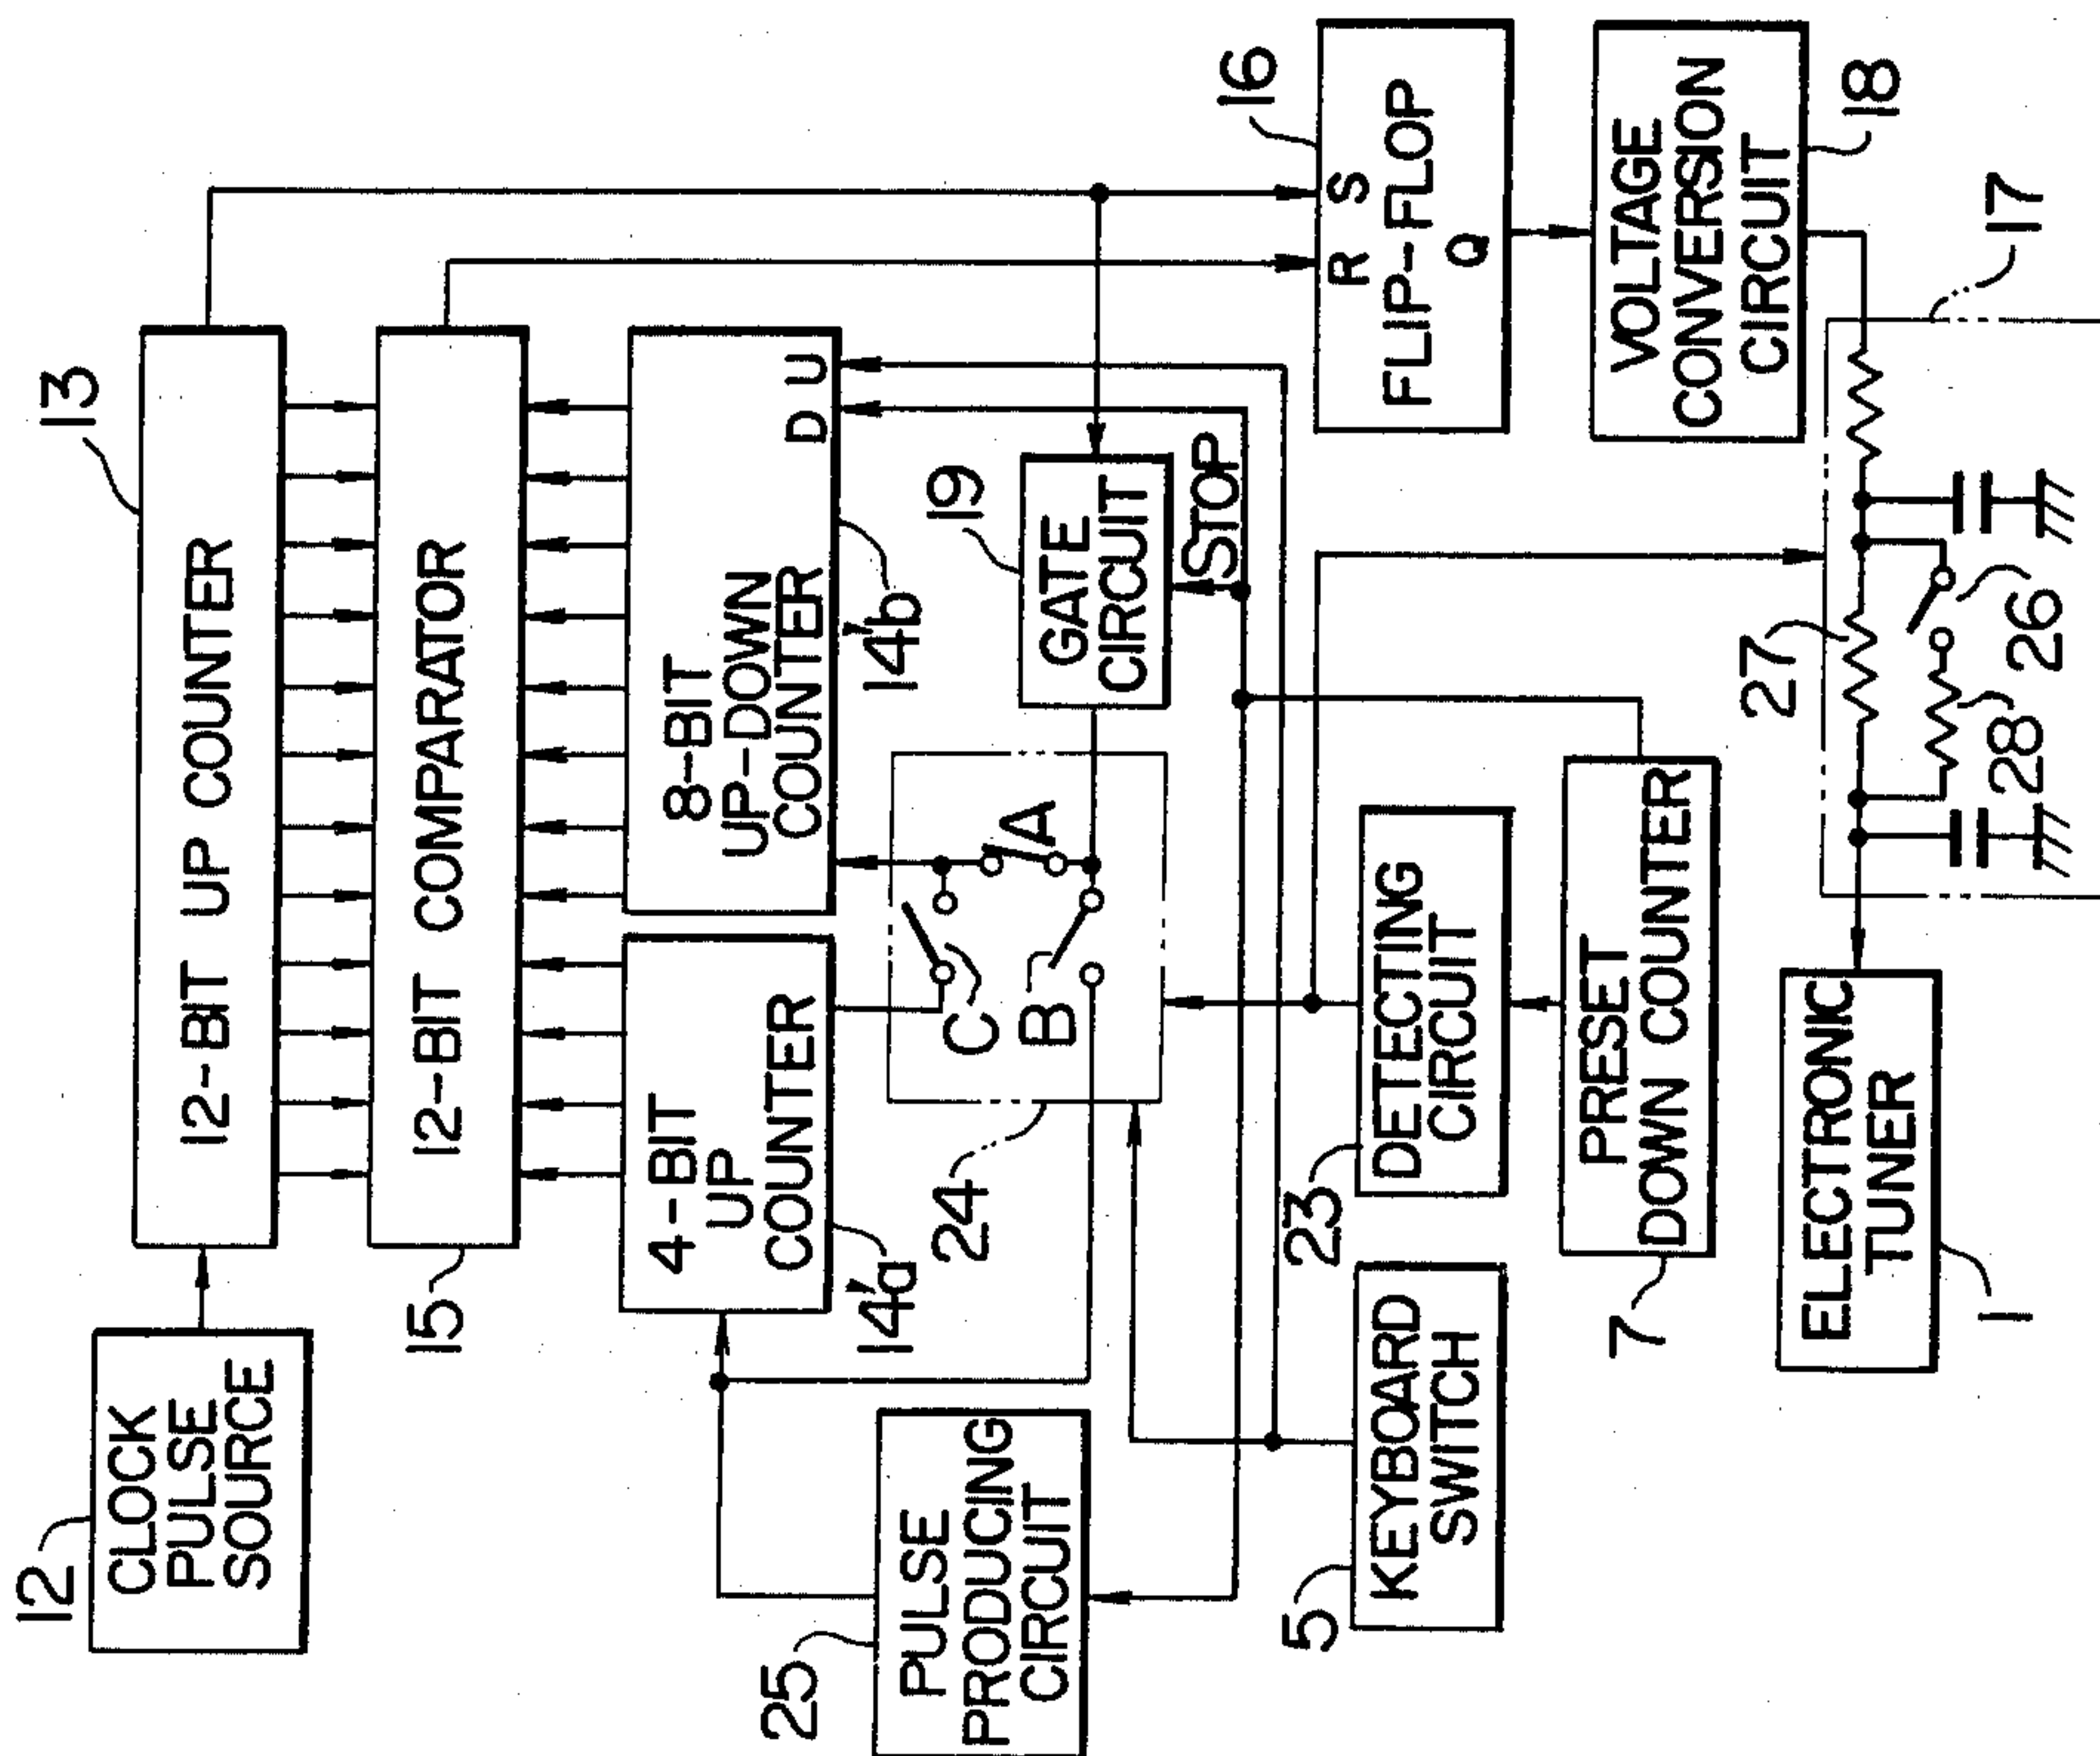 12
CLOCK
PULSE
SOURCE
13
12-BIT UP COUNTER
15
12-BIT COMPARATOR
4-BIT
UP
COUNTER
14'a
8-BIT
UP-DOWN
COUNTER
D U
14'b
25
PULSE
PRODUCING
CIRCUIT
24
A
B
C
19
GATE
CIRCUIT
STOP
16
R S
FLIP-FLOP
Q
5
KEYBOARD
SWITCH
23
DETECTING
CIRCUIT
7
PRESET
DOWN COUNTER
VOLTAGE
CONVERSION
CIRCUIT
18
17
27
26
28
ELECTRONIC
TUNER
1